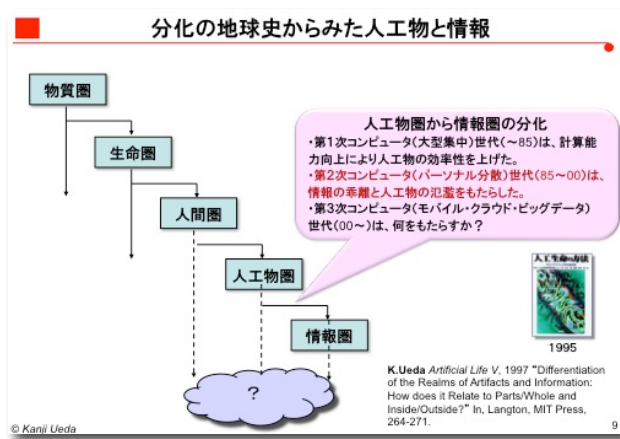 分化の地球史からみた人工物と情報
物質圏
生命圏
人間圏
人工物圏
情報圏
?
人工物圏から情報圏の分化
・第1次コンピュータ(大型集中)世代(~85)は、計算能
力向上により人工物の効率性を上げた。
・第2次コンピュータ(パーソナル分散)世代(85~00)は、
情報の乖離と人工物の氾濫をもたらした。
・第3次コンピュータ(モバイル・クラウド・ビッグデータ)
世代(00~)は、何をもたらすか?
人工生命の方法
1995
K.Ueda Artificial Life V, 1997 "Differentiation
of the Realms of Artifacts and Information:
How does it Relate to Parts/Whole and
Inside/Outside?" In, Langton, MIT Press,
264-271.
© Kanji Ueda
9